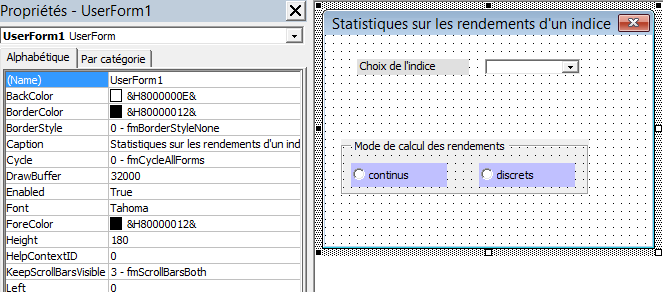 Propriétés - UserForm1
UserForm1 UserForm
Alphabétique Par catégorie
(Name) UserForm1
BackColor &H8000000E&
BorderColor &H80000012&
BorderStyle 0 - fmBorderStyleNone
Caption Statistiques sur les rendements d'un ind
Cycle 0 - fmCycleAllForms
DrawBuffer 32000
Enabled True
Font Tahoma
ForeColor &H80000012&
Height 180
HelpContextID 0
KeepScrollBarsVisible 3 - fmScrollBarsBoth
Left 0
Statistiques sur les rendements d'un indice
Choix de l'indice
Mode de calcul des rendements
continus discrets